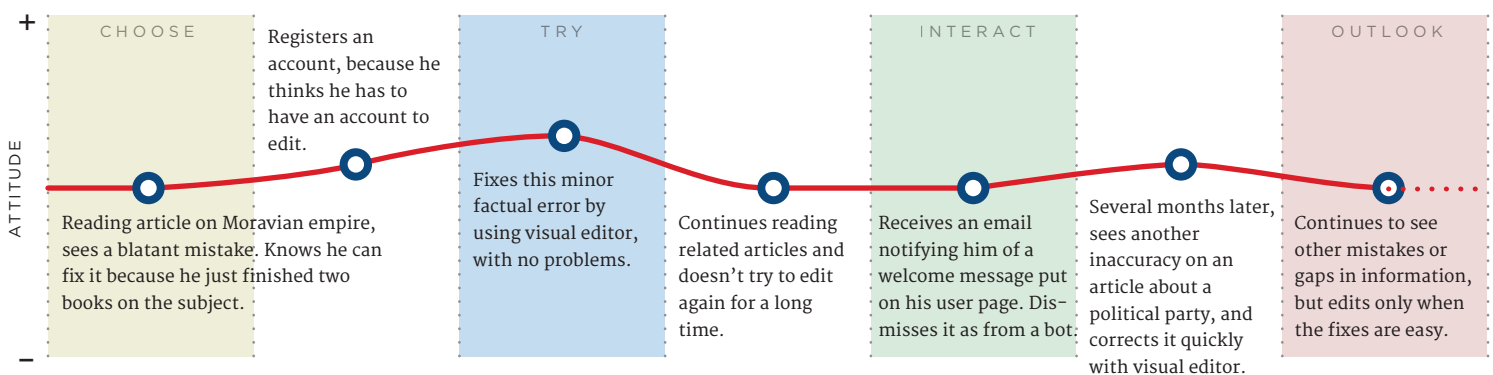 +
CHOOSE
TRY
INTERACT
OUTLOOK
ATTITUDE
–
Reading article on Moravian empire,
sees a blatant mistake. Knows he can
fix it because he just finished two
books on the subject.
Registers an
account, because he
thinks he has to
have an account to
edit.
Fixes this minor
factual error by
using visual editor,
with no problems.
Continues reading
related articles and
doesn’t try to edit
again for a long
time.
Receives an email
notifying him of a
welcome message put
on his user page. Dis-
misses it as from a bot.
Several months later,
sees another
inaccuracy on an
article about a
political party, and
corrects it quickly
with visual editor.
Continues to see
other mistakes or
gaps in information,
but edits only when
the fixes are easy.